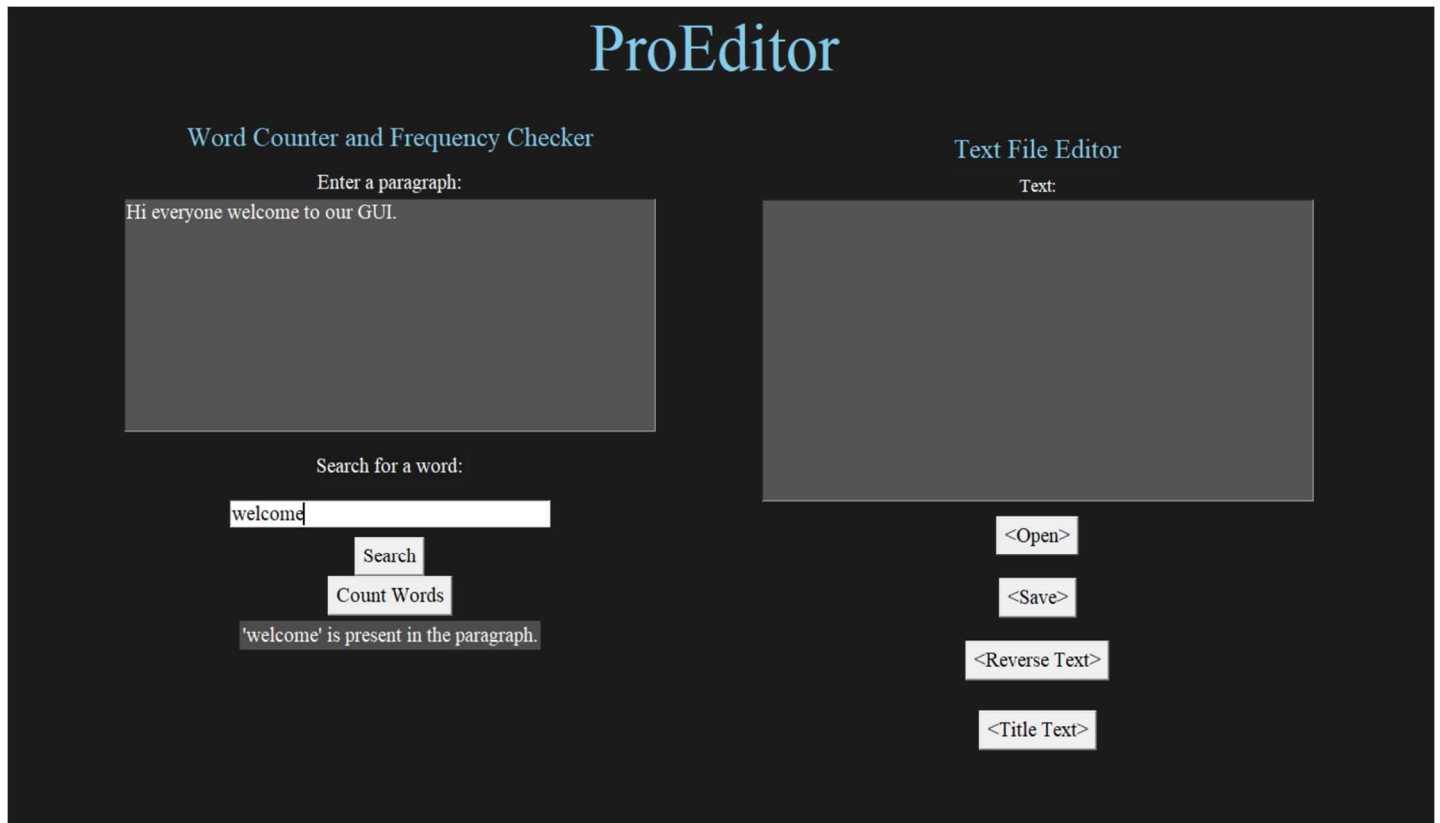 ProEditor
Word Counter and Frequency Checker
Enter a paragraph:
Hi everyone welcome to our GUI.
Search for a word:
welcome
Search
Count Words
'welcome' is present in the paragraph.
Text File Editor
Text:
<Open>
<Save>
<Reverse Text>
<Title Text>